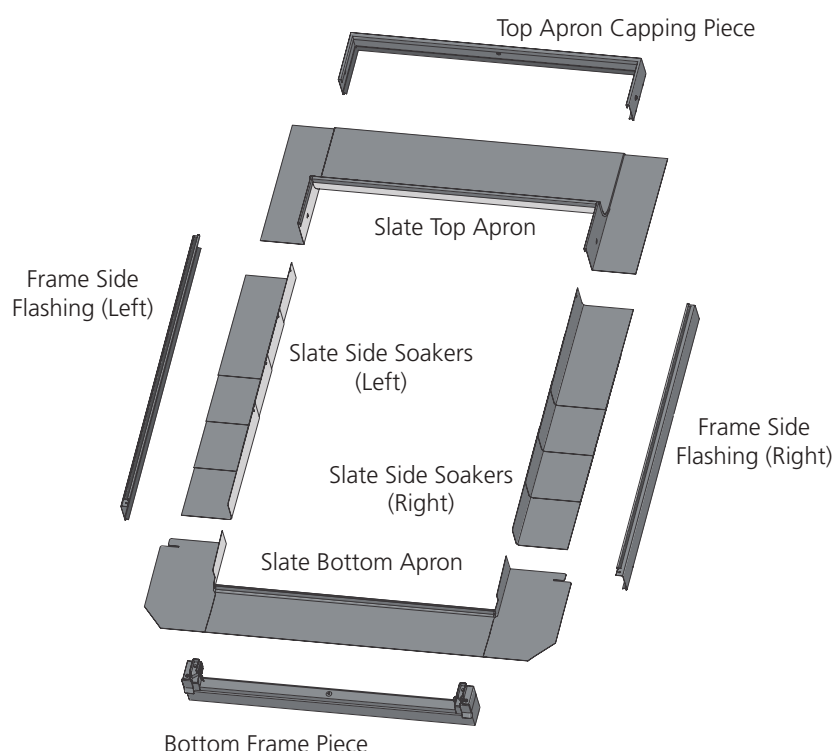 Top Apron Capping Piece
Slate Top Apron
Frame Side
Flashing (Left)
Slate Side Soakers
(Left)
Frame Side
Flashing (Right)
Slate Side Soakers
(Right)
Slate Bottom Apron
Bottom Frame Piece